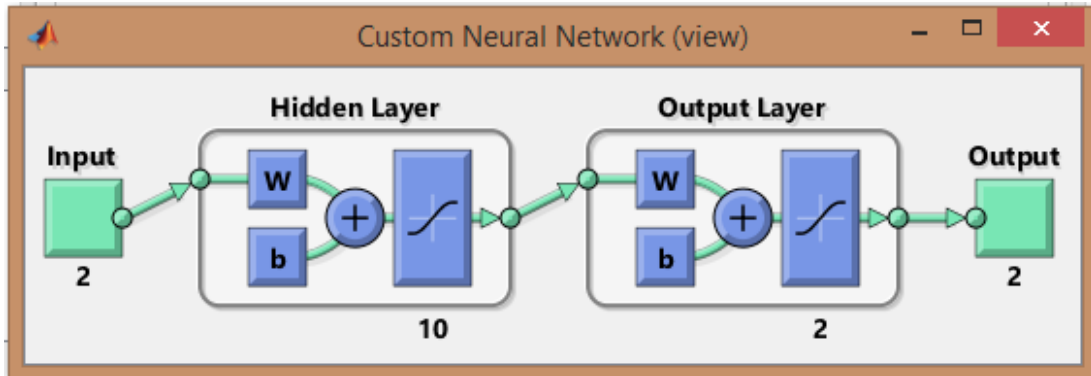 Custom Neural Network (view)
Hidden Layer
Output Layer
Input
Output
W
W
b
b
2
2
10
2